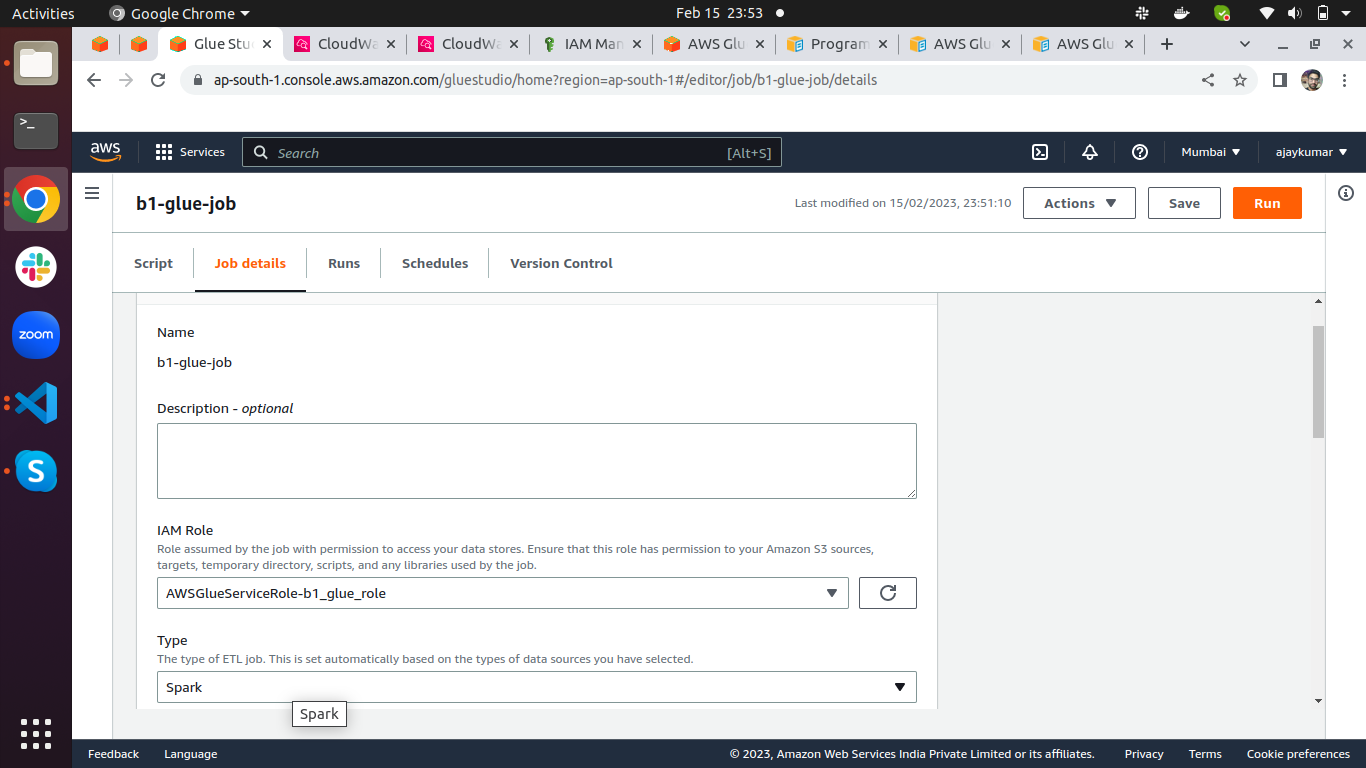 Activities
Google Chrome
Feb 15 23:53
Glue Stu
CloudWa
CloudWa
IAM Man
AWS Glu
Program
AWS Glu
AWS Glu
ap-south-1.console.aws.amazon.com/gluestudio/home?region=ap-south-1#/editor/job/b1-glue-job/details
aws
Services
Search
[Alt+S]
Mumbai
ajaykumar
b1-glue-job
Last modified on 15/02/2023, 23:51:10
Actions
Save
Run
Script
Job details
Runs
Schedules
Version Control
Name
b1-glue-job
Description - optional
IAM Role
Role assumed by the job with permission to access your data stores. Ensure that this role has permission to your Amazon S3 sources,
targets, temporary directory, scripts, and any libraries used by the job.
AWSGlueServiceRole-b1_glue_role
Type
The type of ETL job. This is set automatically based on the types of data sources you have selected.
Spark
Spark
zoom
S
Feedback
Language
© 2023, Amazon Web Services India Private Limited or its affiliates.
Privacy
Terms
Cookie preferences